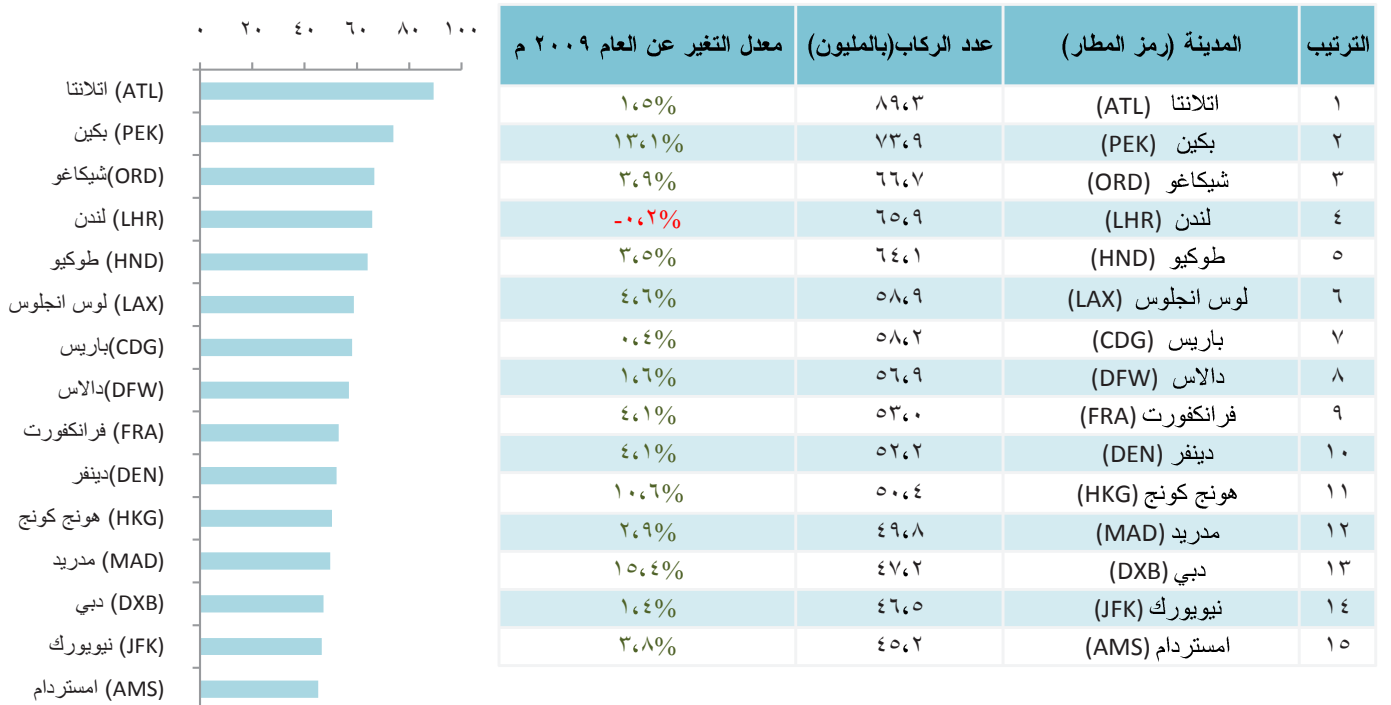 الترتيب	المدينة (رمز المطار)	عدد الركاب(بالمليون)	معدل التغير عن العام ٢٠٠٩ م
١	اتلانتا (ATL)	٨٩،٣	١،٥%
٢	بكين (PEK)	٧٣،٩	١٣،١%
٣	شيكاغو (ORD)	٦٦،٧	٣،٩%
٤	لندن (LHR)	٦٥،٩	-٠،٢%
٥	طوكيو (HND)	٦٤،١	٣،٥%
٦	لوس انجلوس (LAX)	٥٨،٩	٤،٦%
٧	باريس (CDG)	٥٨،٢	٠،٤%
٨	دالاس (DFW)	٥٦،٩	١،٦%
٩	فرانكفورت (FRA)	٥٣،٠	٤،١%
١٠	دينفر (DEN)	٥٢،٢	٤،١%
١١	هونج كونج (HKG)	٥٠،٤	١٠،٦%
١٢	مدريد (MAD)	٤٩،٨	٢،٩%
١٣	دبي (DXB)	٤٧،٢	١٥،٤%
١٤	نيويورك (JFK)	٤٦،٥	١،٤%
١٥	امستردام (AMS)	٤٥،٢	٣،٨%
٠ ٢٠ ٤٠ ٦٠ ٨٠ ١٠٠
اتلانتا (ATL)
بكين (PEK)
شيكاغو(ORD)
لندن (LHR)
طوكيو (HND)
لوس انجلوس (LAX)
باريس(CDG)
دالاس(DFW)
فرانكفورت (FRA)
دينفر(DEN)
هونج كونج (HKG)
مدريد (MAD)
دبي (DXB)
نيويورك (JFK)
امستردام (AMS)